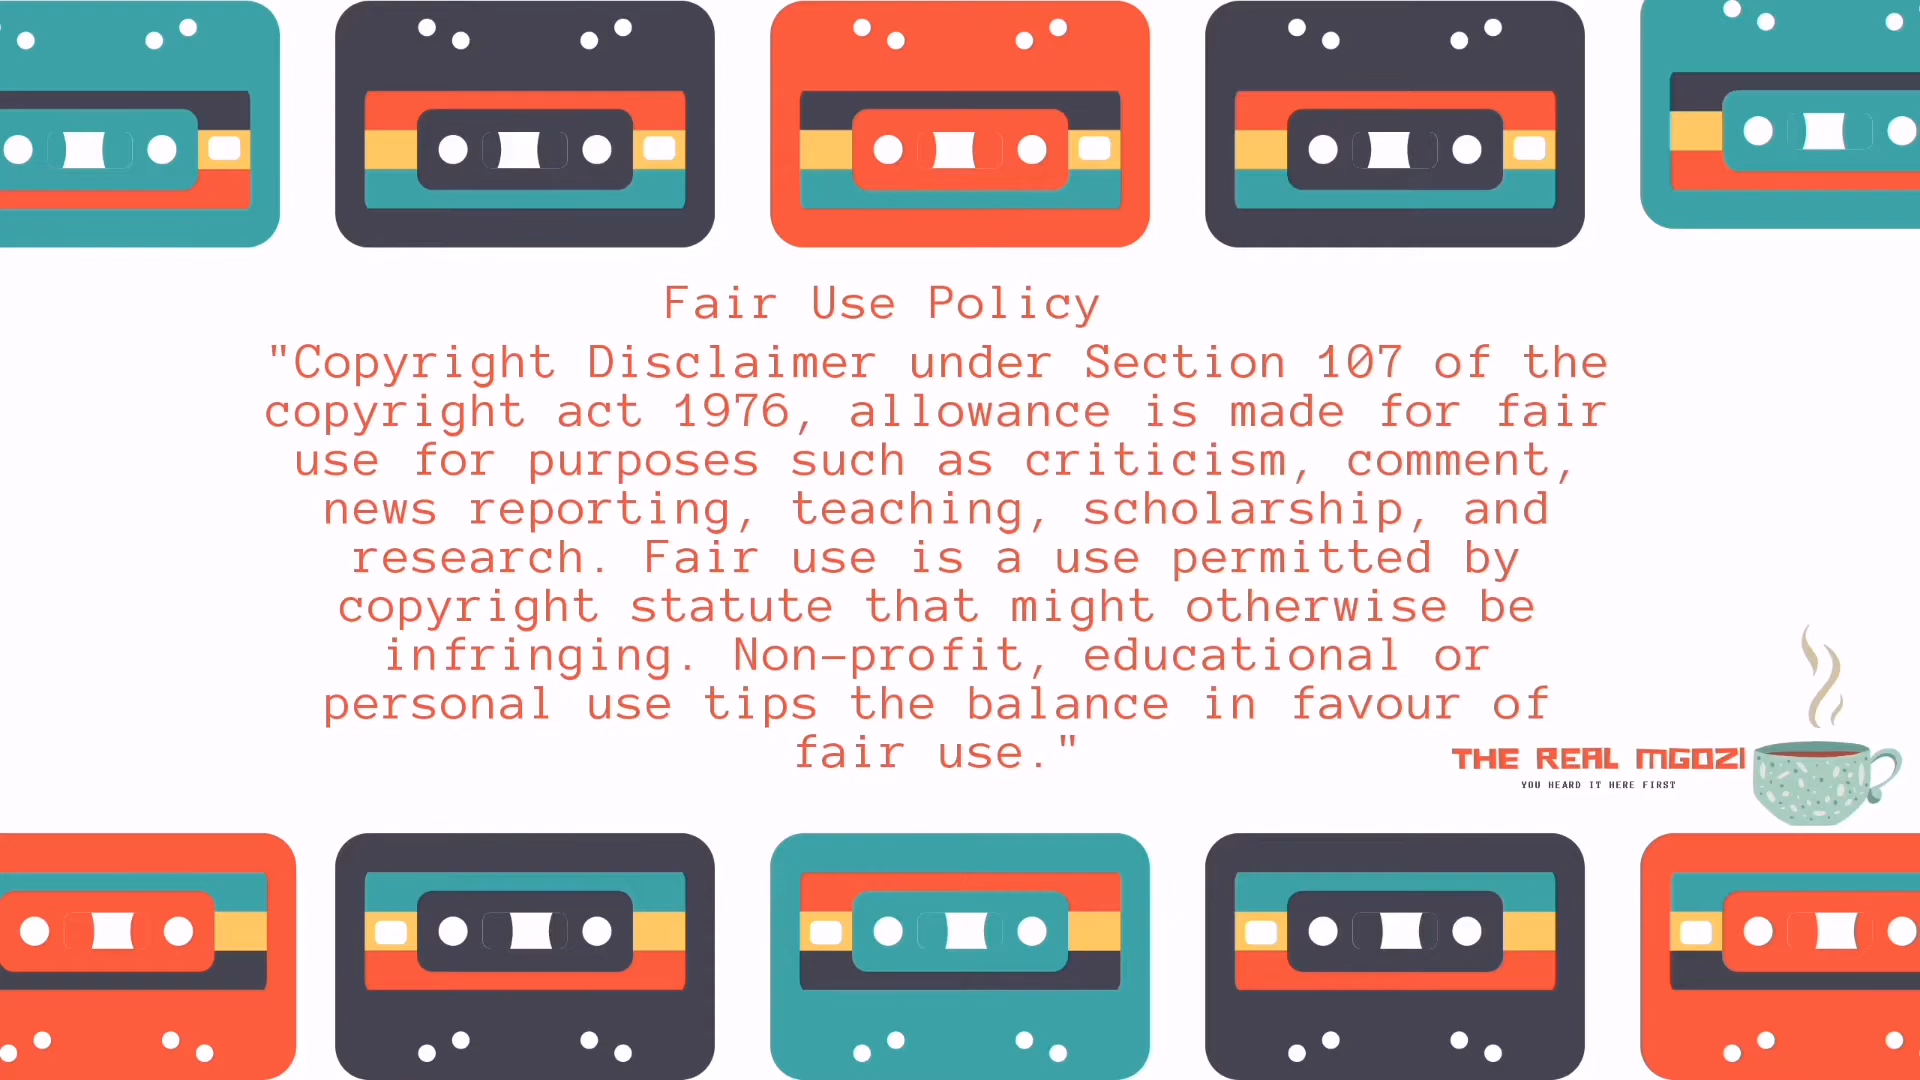 Fair Use Policy
"Copyright Disclaimer under Section 107 of the
copyright act 1976, allowance is made for fair
use for purposes such as criticism, comment,
news reporting, teaching, scholarship, and
research. Fair use is a use permitted by
copyright statute that might otherwise be
infringing. Non-profit, educational or
personal use tips the balance in favour of
fair use."
THE REAL MGOZI
YOU HEARD IT HERE FIRST